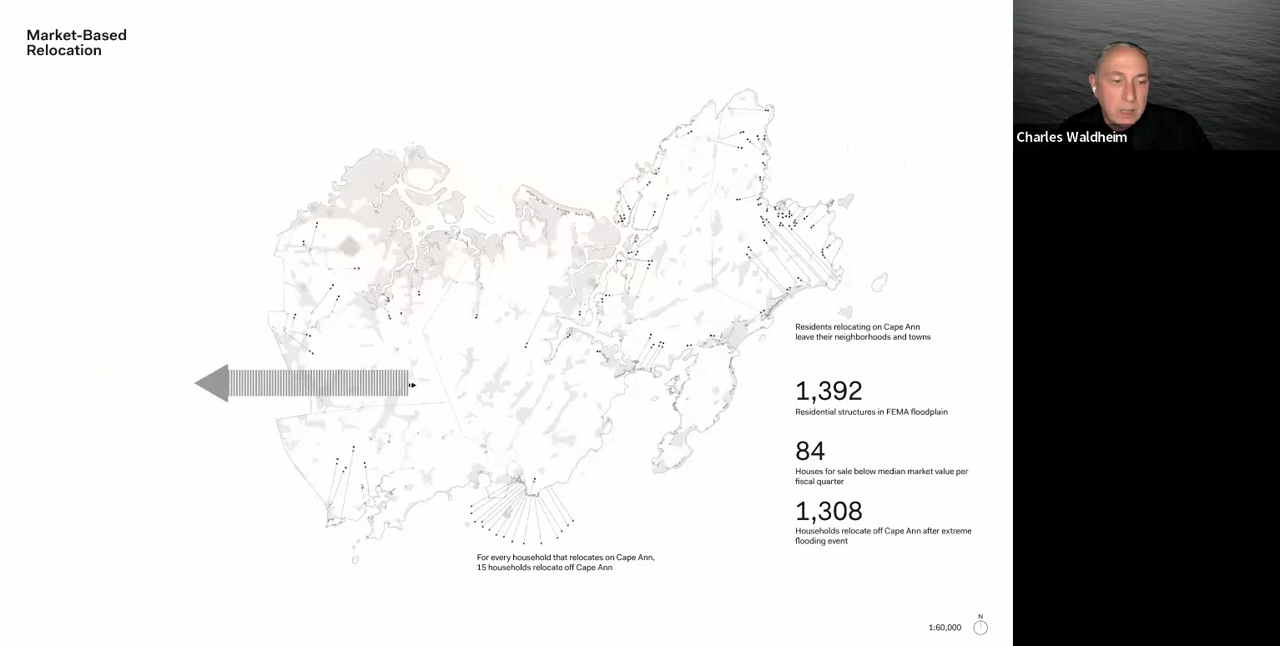 Market-Based
Relocation
Charles Waldheim
Residents relocating on Cape Ann
leave their neighborhoods and towns
1,392
Residential structures in FEMA floodplain
84
Houses for sale below median market value per
fiscal quarter
1,308
Households relocate off Cape Ann after extreme
flooding event
For every household that relocates on Cape Ann,
15 households relocate off Cape Ann
N
1:60,000